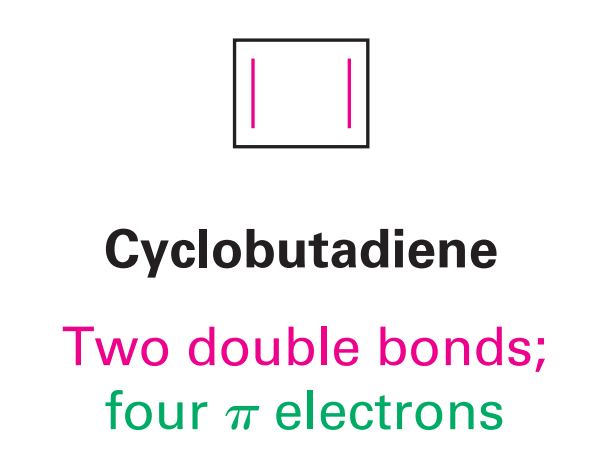 Cyclobutadiene
Two double bonds;
four π electrons